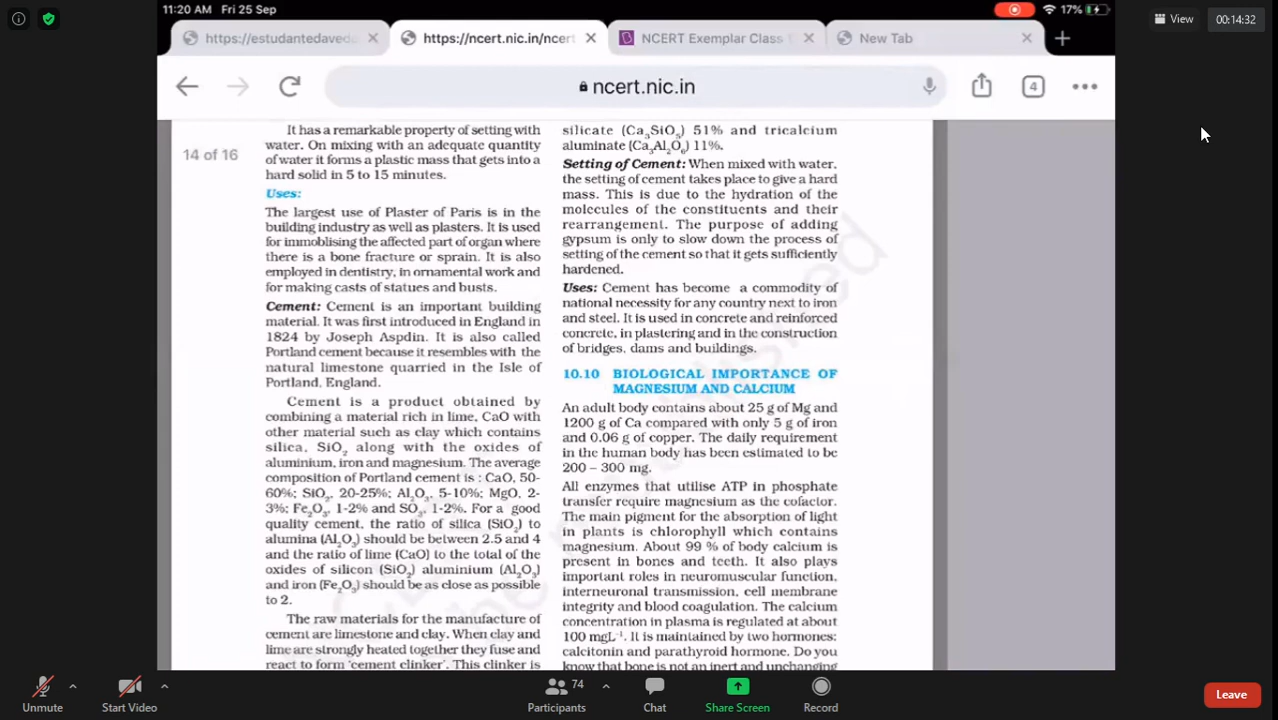 11:20 AM Fri 25 Sep
17%
View
00:14:32
https://estudantedaved
https://ncert.nic.in/ncert
NCERT Exemplar Class
New Tab
ncert.nic.in
4
14 of 16
It has a remarkable property of setting with
water. On mixing with an adequate quantity
of water it forms a plastic mass that gets into a
hard solid in 5 to 15 minutes.
Uses:
The largest use of Plaster of Paris is in the
building industry as well as plasters. It is used
for immoblising the affected part of organ where
there is a bone fracture or sprain. It is also
employed in dentistry, in ornamental work and
for making casts of statues and busts.
Cement: Cement is an important building
material. It was first introduced in England in
1824 by Joseph Aspdin. It is also called
Portland cement because it resembles with the
natural limestone quarried in the Isle of
Portland, England.
Cement is a product obtained by
combining a material rich in lime, CaO with
other material such as clay which contains
silica, SiO₂ along with the oxides of
aluminium, iron and magnesium. The average
composition of Portland cement is : CaO, 50-
60%; SiO₂, 20-25%; Al₂O₃, 5-10%; MgO, 2-
3%; Fe₂O₃, 1-2% and SO₃, 1-2%. For a good
quality cement, the ratio of silica (SiO₂) to
alumina (Al₂O₃) should be between 2.5 and 4
and the ratio of lime (CaO) to the total of the
oxides of silicon (SiO₂) aluminium (Al₂O₃)
and iron (Fe₂O₃) should be as close as possible
to 2.
The raw materials for the manufacture of
cement are limestone and clay. When clay and
lime are strongly heated together they fuse and
react to form 'cement clinker'. This clinker is
silicate (Ca₃SiO₅) 51% and tricalcium
aluminate (Ca₃Al₂O₆) 11%.
Setting of Cement: When mixed with water,
the setting of cement takes place to give a hard
mass. This is due to the hydration of the
molecules of the constituents and their
rearrangement. The purpose of adding
gypsum is only to slow down the process of
setting of the cement so that it gets sufficiently
hardened.
Uses: Cement has become a commodity of
national necessity for any country next to iron
and steel. It is used in concrete and reinforced
concrete, in plastering and in the construction
of bridges, dams and buildings.
10.10 BIOLOGICAL IMPORTANCE OF
MAGNESIUM AND CALCIUM
An adult body contains about 25 g of Mg and
1200 g of Ca compared with only 5 g of iron
and 0.06 g of copper. The daily requirement
in the human body has been estimated to be
200 – 300 mg.
All enzymes that utilise ATP in phosphate
transfer require magnesium as the cofactor.
The main pigment for the absorption of light
in plants is chlorophyll which contains
magnesium. About 99 % of body calcium is
present in bones and teeth. It also plays
important roles in neuromuscular function,
interneuronal transmission, cell membrane
integrity and blood coagulation. The calcium
concentration in plasma is regulated at about
100 mgL⁻¹. It is maintained by two hormones:
calcitonin and parathyroid hormone. Do you
know that bone is not an inert and unchanging
Unmute
Start Video
74
Participants
Chat
Share Screen
Record
Leave